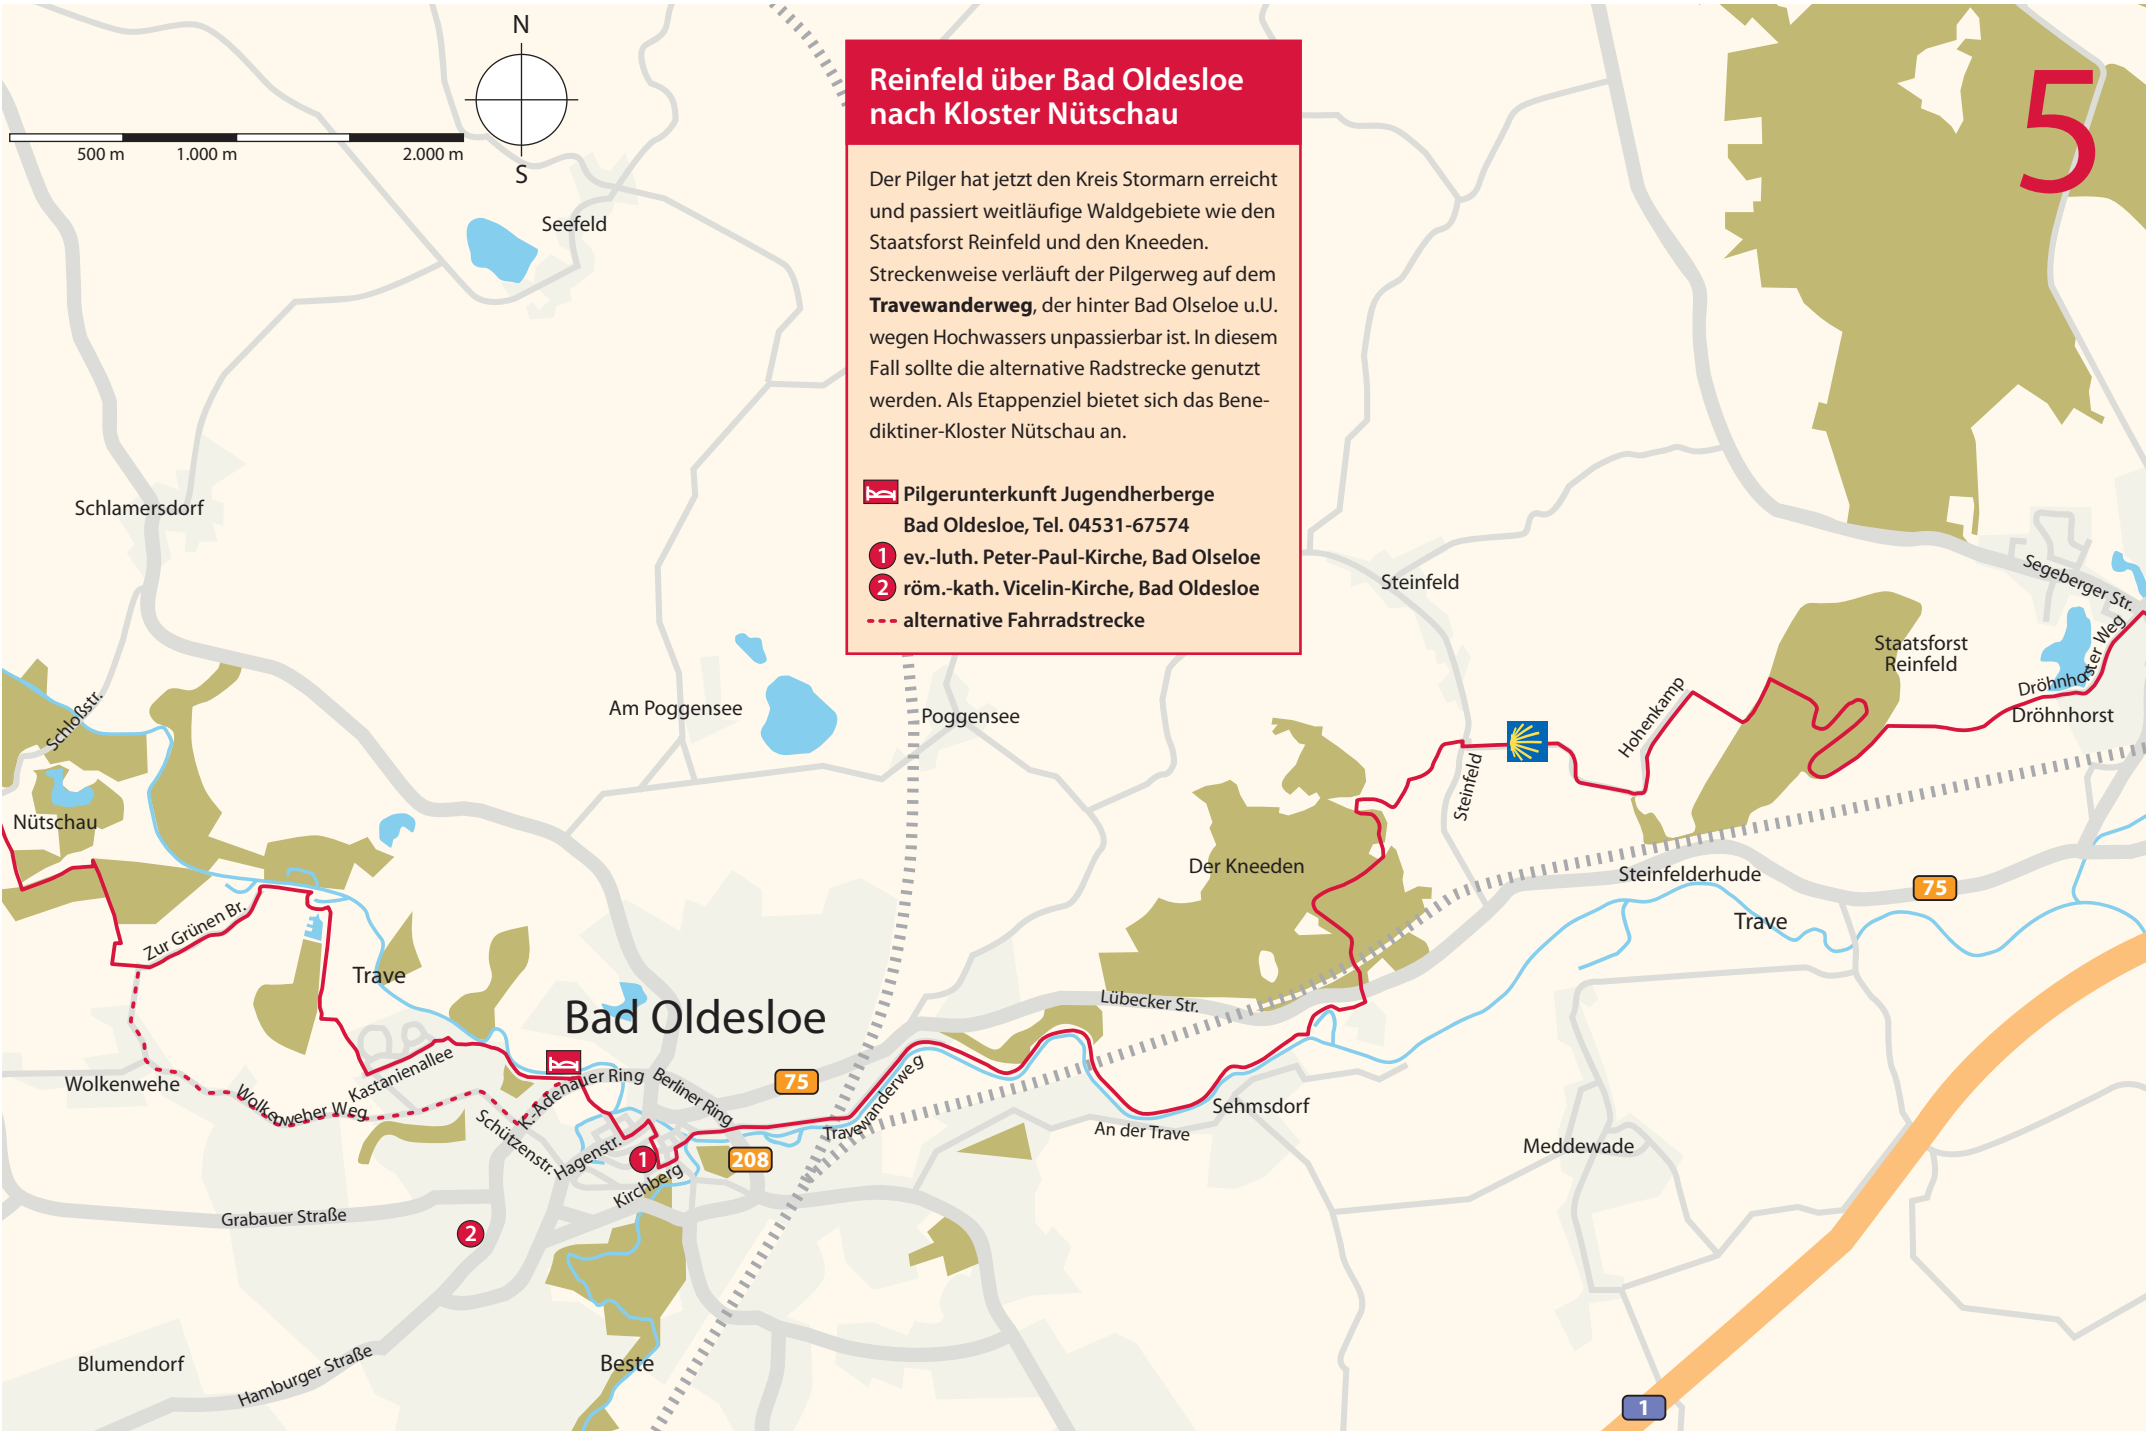 N
S
500 m
1.000 m
2.000 m
Reinfeld über Bad Oldesloe
nach Kloster Nütschau
Der Pilger hat jetzt den Kreis Stormarn erreicht
und passiert weitläufige Waldgebiete wie den
Staatsforst Reinfeld und den Kneeden.
Streckenweise verläuft der Pilgerweg auf dem
Travewanderweg, der hinter Bad Olseloe u.U.
wegen Hochwassers unpassierbar ist. In diesem
Fall sollte die alternative Radstrecke genutzt
werden. Als Etappenziel bietet sich das Bene-
diktiner-Kloster Nütschau an.
Pilgerunterkunft Jugendherberge
Bad Oldesloe, Tel. 04531-67574
1 ev.-luth. Peter-Paul-Kirche, Bad Olseloe
2 röm.-kath. Vicelin-Kirche, Bad Oldesloe
alternative Fahrradstrecke
5
Seefeld
Schlamersdorf
Steinfeld
Segeberger Str.
Staatsforst
Reinfeld
Dröhnhorster Weg
Dröhnhorst
Hohenkamp
Schloßstr.
Am Poggensee
Poggensee
Steinfeld
Nütschau
Der Kneeden
Steinfelderhude
75
Trave
Zur Grünen Br.
Trave
Bad Oldesloe
Lübecker Str.
Wolkenwehe
Kastanienallee
Wolkenweher Weg
K.-Adenauer Ring
Berliner Ring
75
Travewanderweg
Sehmsdorf
An der Trave
Schützenstr.
Hagenstr.
1
Kirchberg
208
Meddewade
Grabauer Straße
2
Blumendorf
Hamburger Straße
Beste
1